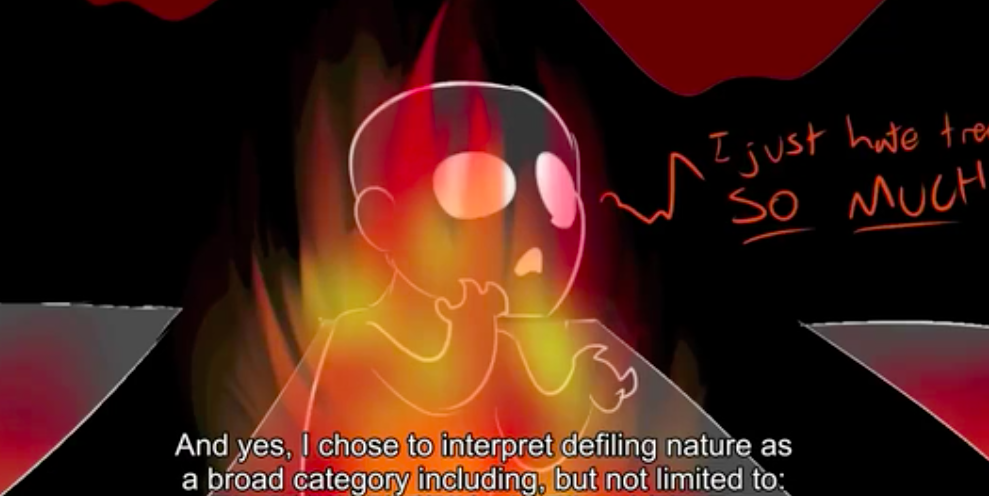 I just hate
SO MUCH
And yes, I chose to interpret defiling nature as
a broad category including, but not limited to: